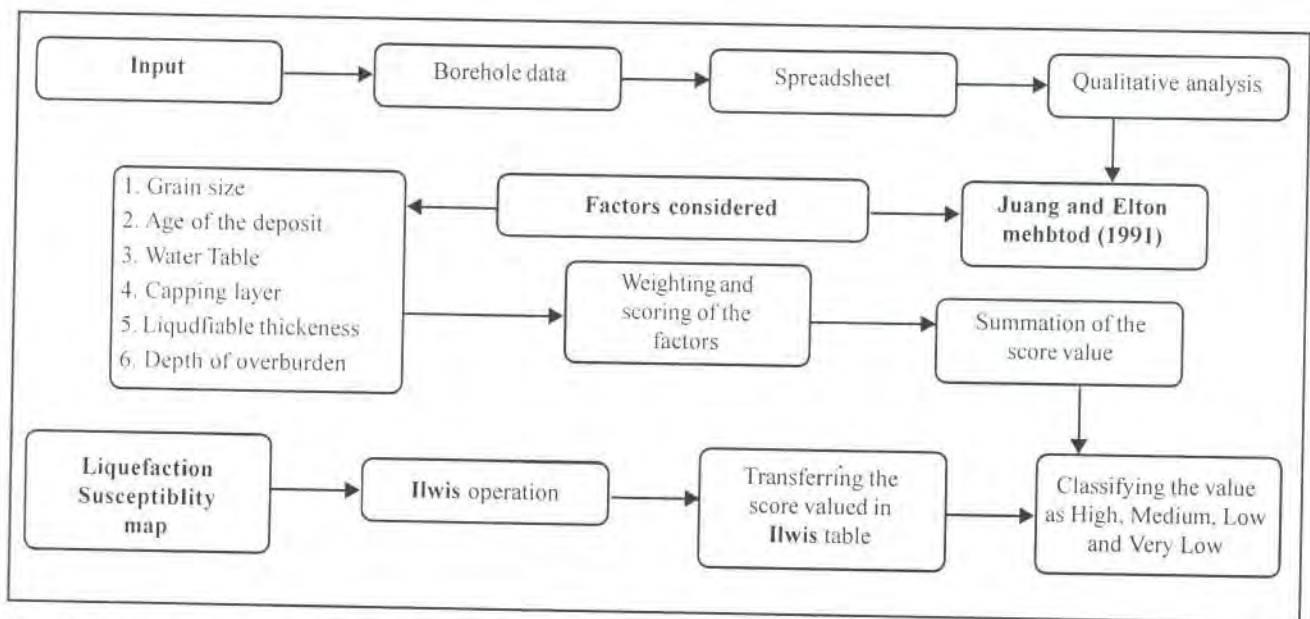 Input
Borehole data
Spreadsheet
Qualitative analysis
1. Grain size
2. Age of the deposit
3. Water Table
4. Capping layer
5. Liqudfiable thickeness
6. Depth of overburden
Factors considered
Juang and Elton
mehbtod (1991)
Weighting and
scoring of the
factors
Summation of the
score value
Liquefaction
Susceptiblity
map
Ilwis operation
Transferring the
score valued in
Ilwis table
Classifying the value
as High, Medium, Low
and Very Low